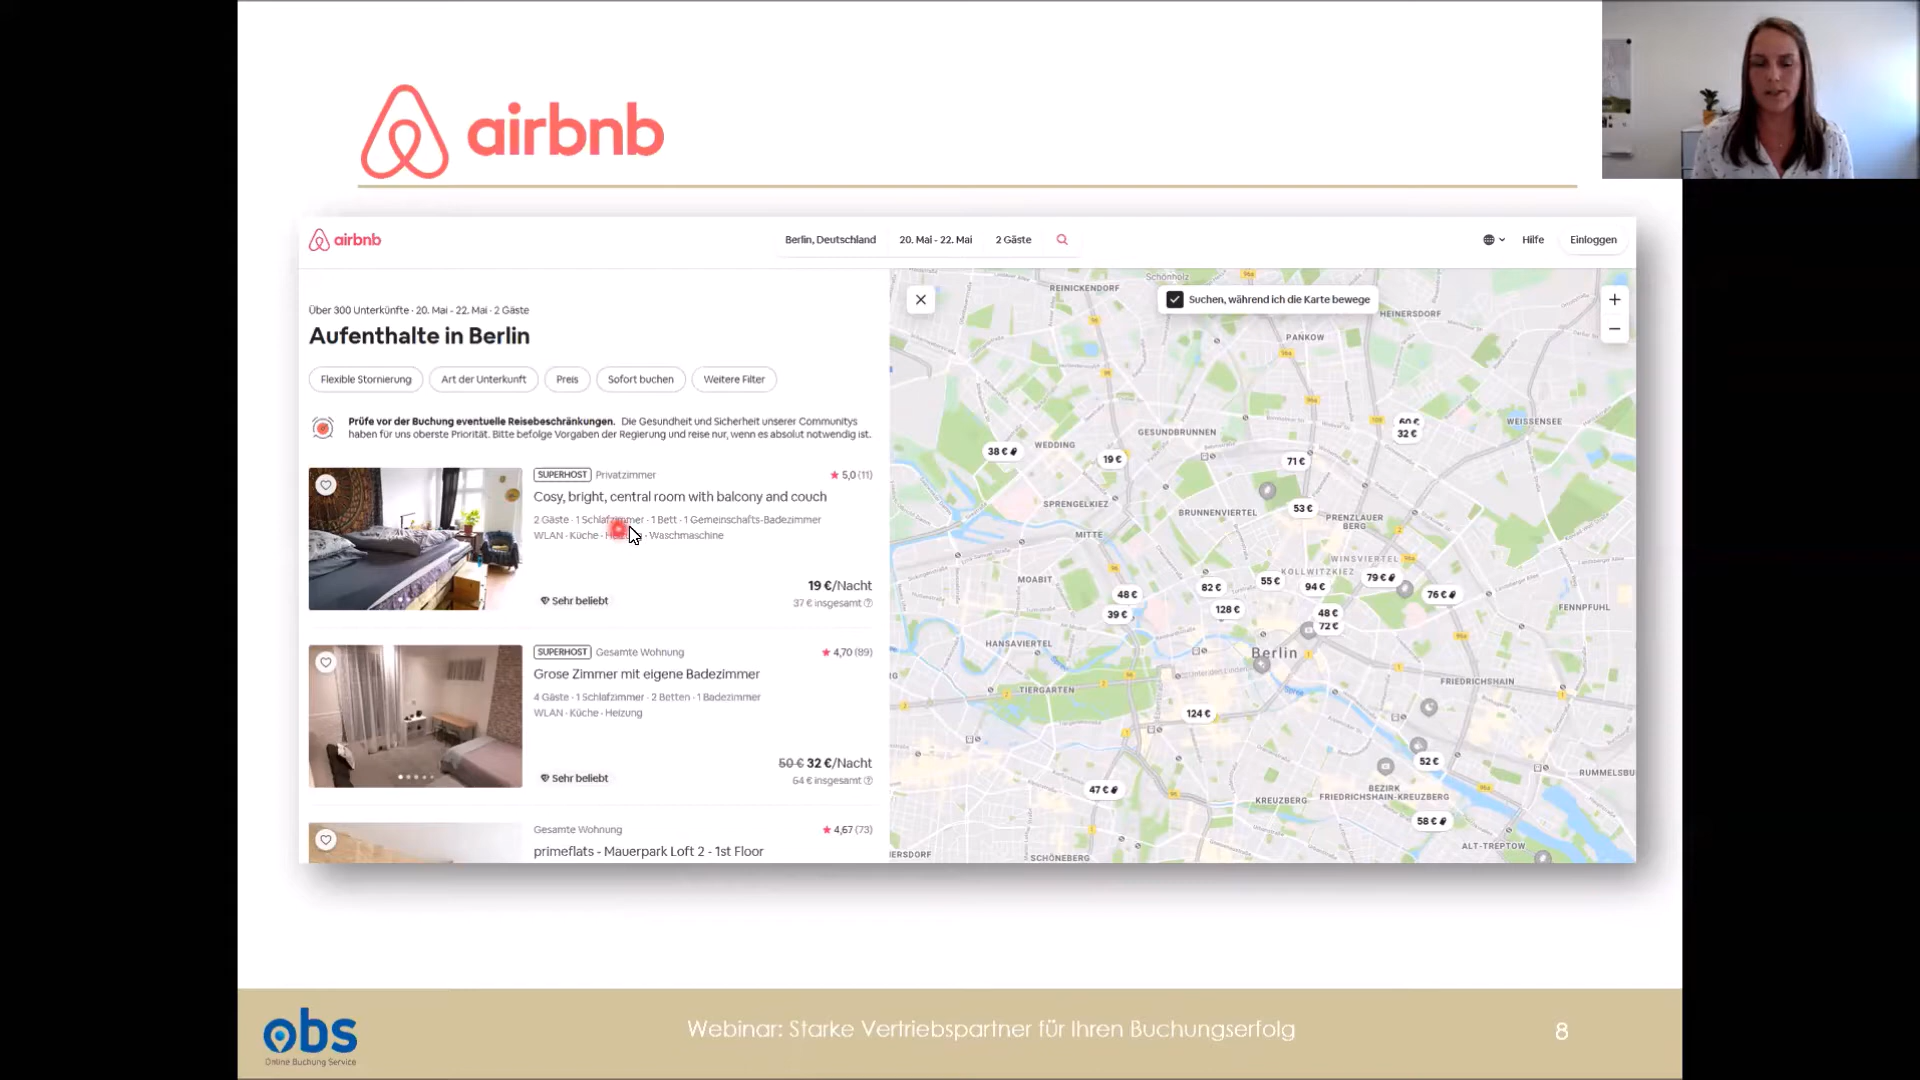 airbnb
airbnb
Berlin, Deutschland 20. Mai - 22. Mai 2 Gäste
Hilfe Einloggen
Über 300 Unterkünfte · 20. Mai - 22. Mai · 2 Gäste
Aufenthalte in Berlin
Flexible Stornierung Art der Unterkunft Preis Sofort buchen Weitere Filter
Prüfe vor der Buchung eventuelle Reisebeschränkungen. Die Gesundheit und Sicherheit unserer Communitys
haben für uns oberste Priorität. Bitte befolge Vorgaben der Regierung und reise nur, wenn es absolut notwendig ist.
SUPERHOST Privatzimmer 5,0 (11)
Cosy, bright, central room with balcony and couch
2 Gäste · 1 Schlafzimmer · 1 Bett · 1 Gemeinschafts-Badezimmer
WLAN · Küche · Heizung · Waschmaschine
19 €/Nacht
Sehr beliebt
37 € insgesamt
SUPERHOST Gesamte Wohnung 4,70 (89)
Grose Zimmer mit eigene Badezimmer
4 Gäste · 1 Schlafzimmer · 2 Betten · 1 Badezimmer
WLAN · Küche · Heizung
50 € 32 €/Nacht
Sehr beliebt
64 € insgesamt
Gesamte Wohnung 4,67 (73)
primeflats - Mauerpark Loft 2 - 1st Floor
Suchen, während ich die Karte bewege
Schönholz
REINICKENDORF
HEINERSDORF
PANKOW
60 €
32 €
WEISSENSEE
GESUNDBRUNNEN
WEDDING
38 €
19 €
71 €
SPRENGELKIEZ
BRUNNENVIERTEL
53 €
PRENZLAUER
BERG
MITTE
WINSVIERTEL
KOLLWITZKIEZ
MOABIT
55 €
79 €
82 €
94 €
48 €
76 €
FENNPFUHL
39 €
128 €
48 €
72 €
HANSAVIERTEL
Berlin
TIERGARTEN
FRIEDRICHSHAIN
Spree
124 €
52 €
RUMMELSBU
47 €
BEZIRK
FRIEDRICHSHAIN-KREUZBERG
KREUZBERG
58 €
ALT-TREPTOW
ERSDORF
SCHÖNEBERG
obs
Online Buchung Service
Webinar: Starke Vertriebspartner für Ihren Buchungserfolg
8